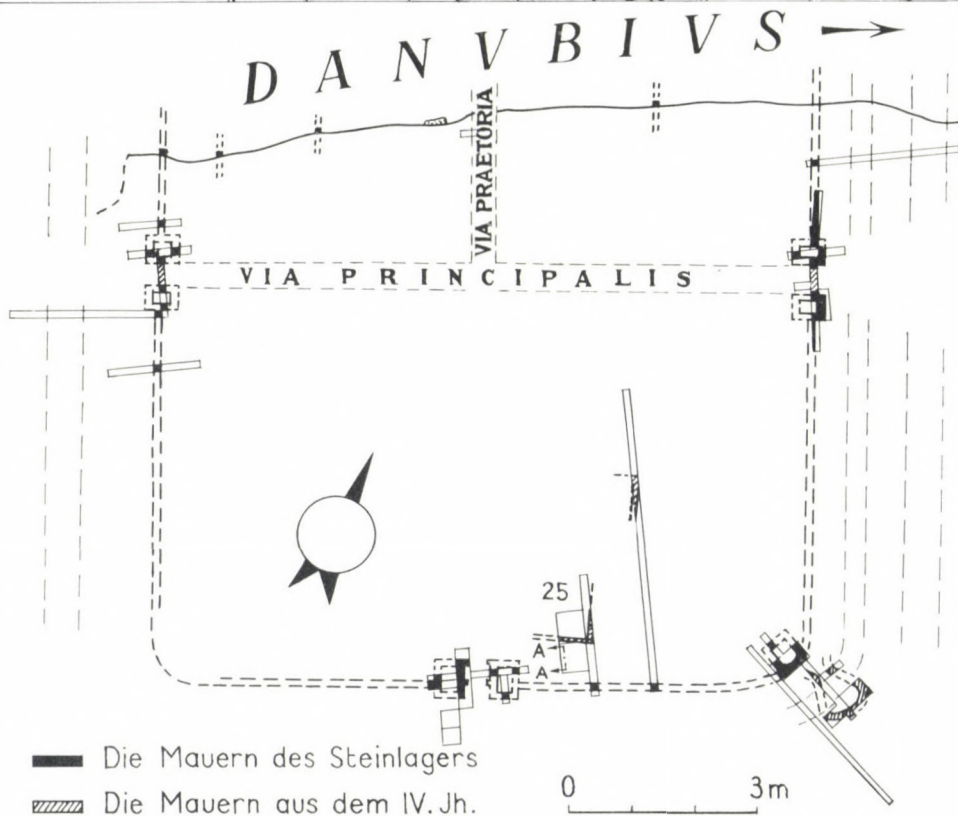 DANVBIVS
VIA PRAETORIA
VIA PRINCIPALIS
25
A
A
Die Mauern des Steinlagers
Die Mauern aus dem IV. Jh.
0 3m